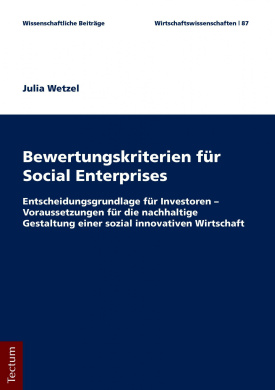 Wissenschaftliche Beiträge Wirtschaftswissenschaften | 87
Julia Wetzel
Bewertungskriterien für
Social Enterprises
Entscheidungsgrundlage für Investoren –
Voraussetzungen für die nachhaltige
Gestaltung einer sozial innovativen Wirtschaft
Tectum